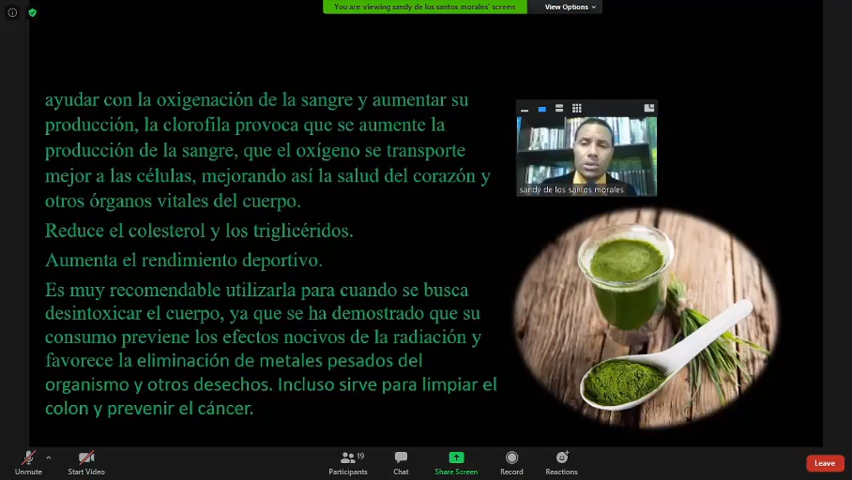 You are viewing sandy de los santos morales' screen
View Options
ayudar con la oxigenación de la sangre y aumentar su
producción, la clorofila provoca que se aumente la
producción de la sangre, que el oxígeno se transporte
mejor a las células, mejorando así la salud del corazón y
otros órganos vitales del cuerpo.
Reduce el colesterol y los triglicéridos.
Aumenta el rendimiento deportivo.
Es muy recomendable utilizarla para cuando se busca
desintoxicar el cuerpo, ya que se ha demostrado que su
consumo previene los efectos nocivos de la radiación y
favorece la eliminación de metales pesados del
organismo y otros desechos. Incluso sirve para limpiar el
colon y prevenir el cáncer.
sandy de los santos morales
Unmute
Start Video
19
Participants
Chat
Share Screen
Record
Reactions
Leave